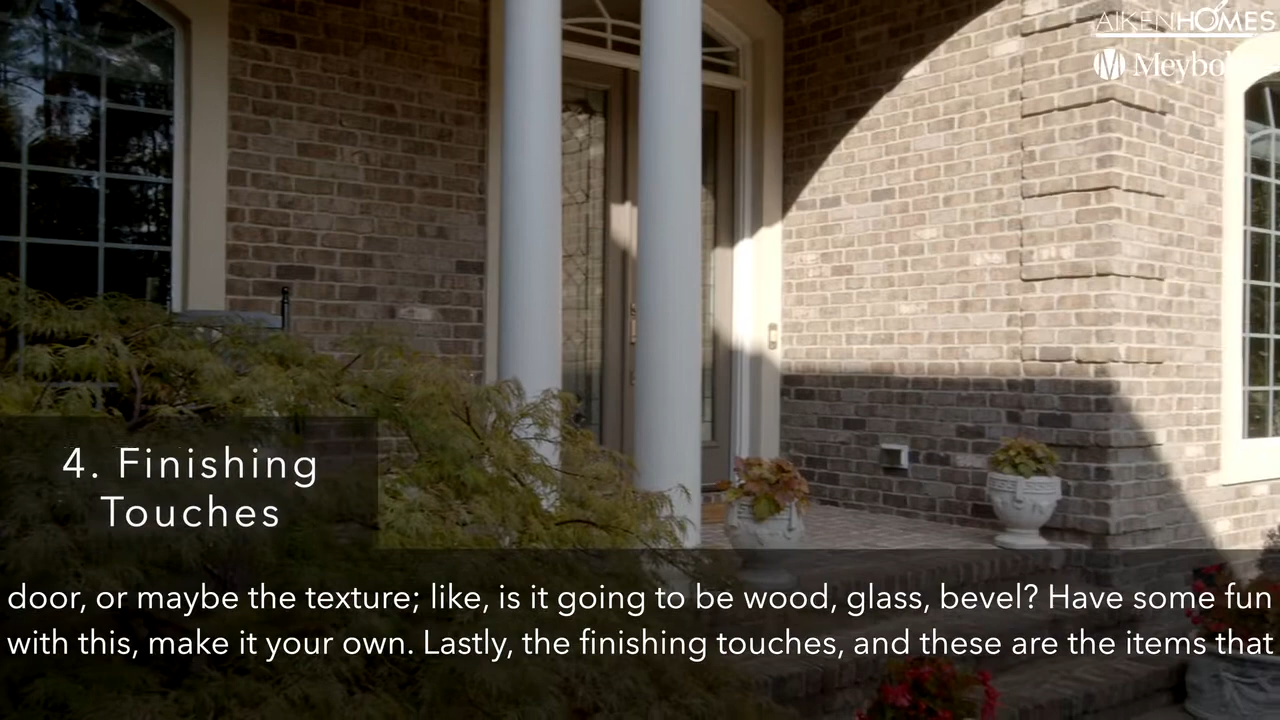 AIKENHOMES
4. Finishing
Touches
door, or maybe the texture; like, is it going to be wood, glass, bevel? Have some fun
with this, make it your own. Lastly, the finishing touches, and these are the items that